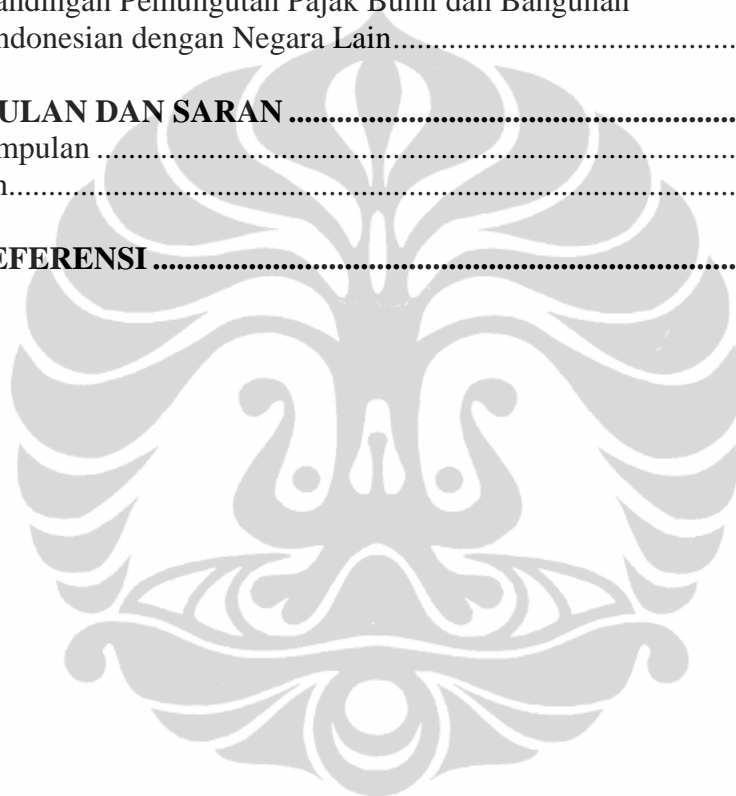 andingan Pemungutan Pajak Bumi dan Bangunan
ndonesian dengan Negara Lain..........................................
ULAN DAN SARAN ..........................................................
mpulan ...............................................................................
n..........................................................................................
EFERENSI .........................................................................